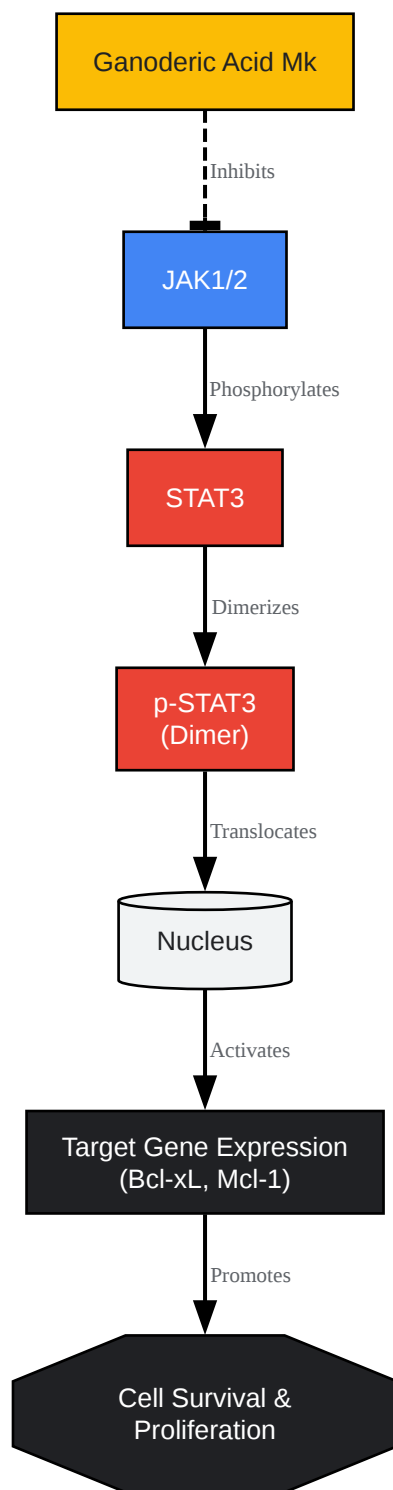 Ganoderic Acid Mk
Inhibits
JAK1/2
Phosphorylates
STAT3
Dimerizes
p-STAT3
(Dimer)
Translocates
Nucleus
Activates
Target Gene Expression
(Bcl-xL, Mcl-1)
Promotes
Cell Survival &
Proliferation